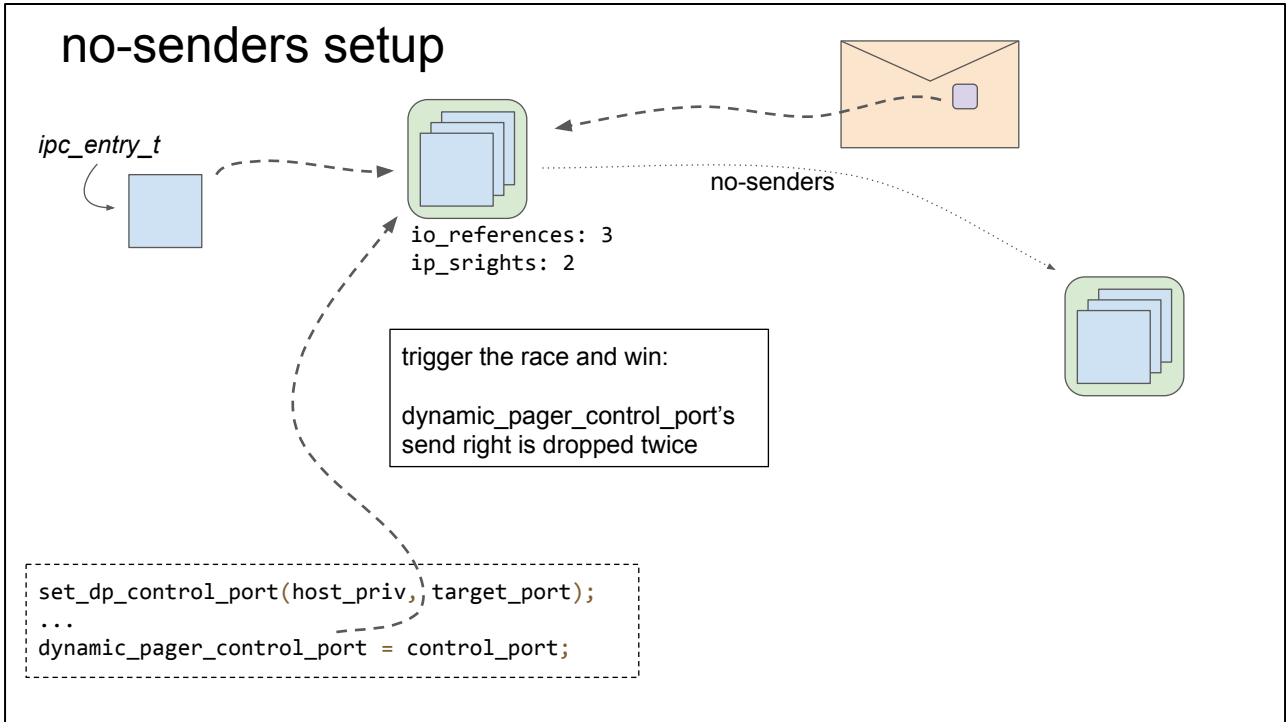 no-senders setup
ipc_entry_t
no-senders
io_references: 3
ip_srights: 2
trigger the race and win:
dynamic_pager_control_port’s
send right is dropped twice
set_dp_control_port(host_priv, target_port);
...
dynamic_pager_control_port = control_port;